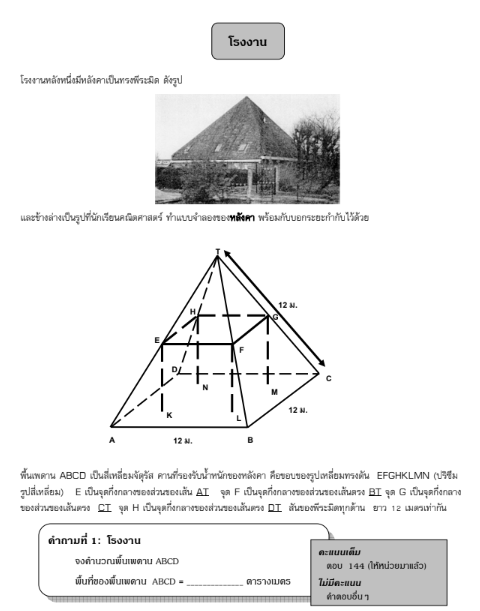 โรงงาน
โรงงานหลังหนึ่งมีหลังคาเป็นทรงพีระมิด ดังรูป
และข้างล่างเป็นรูปที่นักเรียนคณิตศาสตร์ ทำแบบจำลองของหลังคา พร้อมกับบอกระยะกำกับไว้ด้วย
T
12 ม.
H
G
E
F
D
C
N
M
K
L
12 ม.
A
12 ม.
B
พื้นเพดาน ABCD เป็นสี่เหลี่ยมจัตุรัส คานที่รองรับน้ำหนักของหลังคา คือขอบของรูปเหลี่ยมทรงตัน EFGHKLMN (ปริซึม
รูปสี่เหลี่ยม) E เป็นจุดกึ่งกลางของส่วนของเส้น AT จุด F เป็นจุดกึ่งกลางของส่วนของเส้นตรง BT จุด G เป็นจุดกึ่งกลาง
ของส่วนของเส้นตรง CT จุด H เป็นจุดกึ่งกลางของส่วนของเส้นตรง DT สันของพีระมิดทุกด้าน ยาว 12 เมตรเท่ากัน
คำถามที่ 1: โรงงาน
จงคำนวณพื้นเพดาน ABCD
พื้นที่ของพื้นเพดาน ABCD = ______________ ตารางเมตร
คะแนนเต็ม
ตอบ 144 (ให้หน่วยมาแล้ว)
ไม่มีคะแนน
คำตอบอื่น ๆ